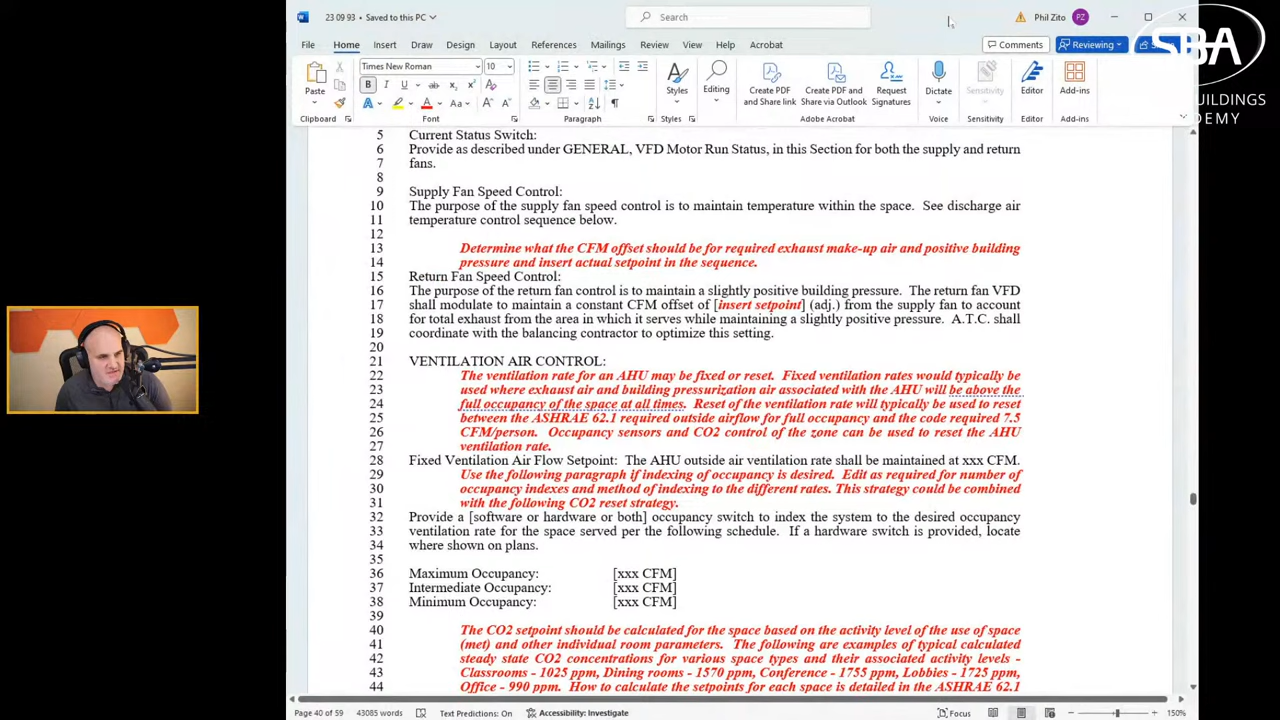 23 09 93 • Saved to this PC
Search
Phil Zito
PZ
File
Home
Insert
Draw
Design
Layout
References
Mailings
Review
View
Help
Acrobat
Comments
Reviewing
SBA
BUILDINGS
DEMY
Times New Roman
10
Paste
Styles
Editing
Create PDF
and Share link
Create PDF and
Share via Outlook
Request
Signatures
Dictate
Sensitivity
Editor
Add-ins
Clipboard
Font
Paragraph
Styles
Adobe Acrobat
Voice
Sensitivity
Editor
Add-ins
5 Current Status Switch:
6 Provide as described under GENERAL, VFD Motor Run Status, in this Section for both the supply and return
7 fans.
8
9 Supply Fan Speed Control:
10 The purpose of the supply fan speed control is to maintain temperature within the space. See discharge air
11 temperature control sequence below.
12
13 Determine what the CFM offset should be for required exhaust make-up air and positive building
14 pressure and insert actual setpoint in the sequence.
15 Return Fan Speed Control:
16 The purpose of the return fan control is to maintain a slightly positive building pressure. The return fan VFD
17 shall modulate to maintain a constant CFM offset of [insert setpoint] (adj.) from the supply fan to account
18 for total exhaust from the area in which it serves while maintaining a slightly positive pressure. A.T.C. shall
19 coordinate with the balancing contractor to optimize this setting.
20
21 VENTILATION AIR CONTROL:
22 The ventilation rate for an AHU may be fixed or reset. Fixed ventilation rates would typically be
23 used where exhaust air and building pressurization air associated with the AHU will be above the
24 full occupancy of the space at all times. Reset of the ventilation rate will typically be used to reset
25 between the ASHRAE 62.1 required outside airflow for full occupancy and the code required 7.5
26 CFM/person. Occupancy sensors and CO2 control of the zone can be used to reset the AHU
27 ventilation rate.
28 Fixed Ventilation Air Flow Setpoint: The AHU outside air ventilation rate shall be maintained at xxx CFM.
29 Use the following paragraph if indexing of occupancy is desired. Edit as required for number of
30 occupancy indexes and method of indexing to the different rates. This strategy could be combined
31 with the following CO2 reset strategy.
32 Provide a [software or hardware or both] occupancy switch to index the system to the desired occupancy
33 ventilation rate for the space served per the following schedule. If a hardware switch is provided, locate
34 where shown on plans.
35
36 Maximum Occupancy: [xxx CFM]
37 Intermediate Occupancy: [xxx CFM]
38 Minimum Occupancy: [xxx CFM]
39
40 The CO2 setpoint should be calculated for the space based on the activity level of the use of space
41 (met) and other individual room parameters. The following are examples of typical calculated
42 steady state CO2 concentrations for various space types and their associated activity levels -
43 Classrooms - 1025 ppm, Dining rooms - 1570 ppm, Conference - 1755 ppm, Lobbies - 1725 ppm,
44 Office - 990 ppm. How to calculate the setpoints for each space is detailed in the ASHRAE 62.1
Page 40 of 59
43085 words
Text Predictions: On
Accessibility: Investigate
Focus
150%